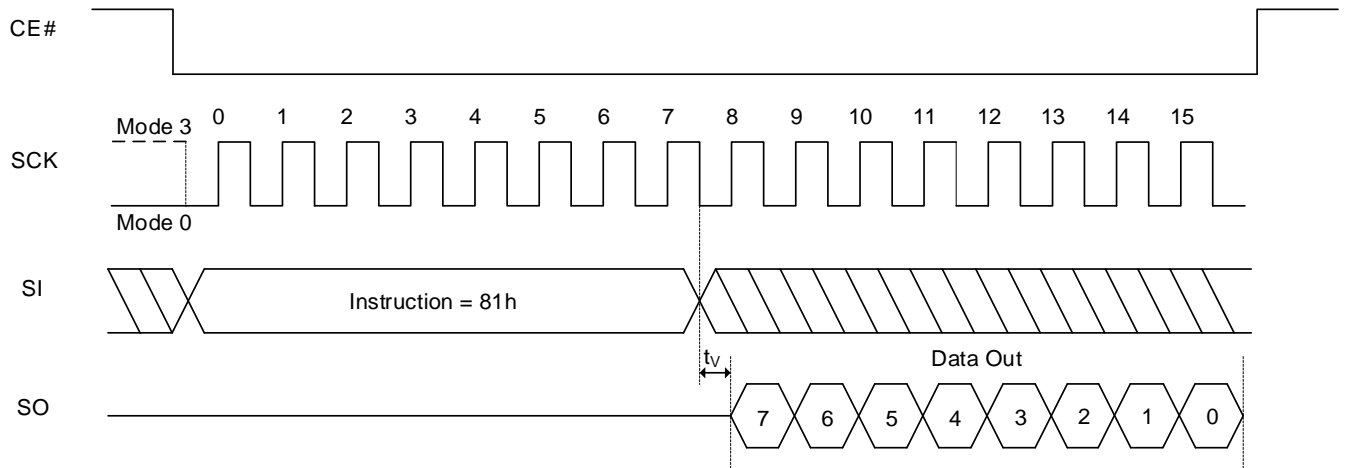 CE#
Mode 3
0 1 2 3 4 5 6 7 8 9 10 11 12 13 14 15
SCK
Mode 0
SI
Instruction = 81h
tV
Data Out
SO
7 6 5 4 3 2 1 0